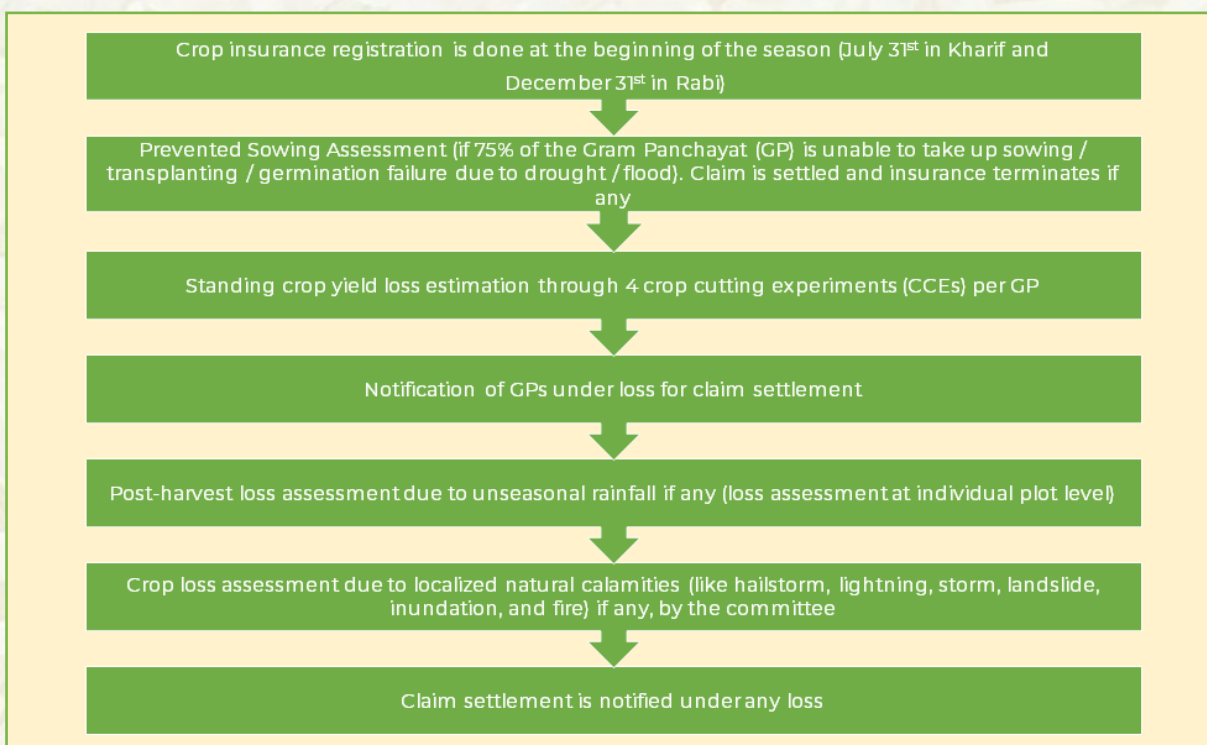 Crop insurance registration is done at the beginning of the season (July 31st in Kharif and
December 31st in Rabi)
Prevented Sowing Assessment (if 75% of the Gram Panchayat (GP) is unable to take up sowing /
transplanting / germination failure due to drought / flood). Claim is settled and insurance terminates if
any
Standing crop yield loss estimation through 4 crop cutting experiments (CCEs) per GP
Notification of GPs under loss for claim settlement
Post-harvest loss assessment due to unseasonal rainfall if any (loss assessment at individual plot level)
Crop loss assessment due to localized natural calamities (like hailstorm, lightning, storm, landslide,
inundation, and fire) if any, by the committee
Claim settlement is notified under any loss